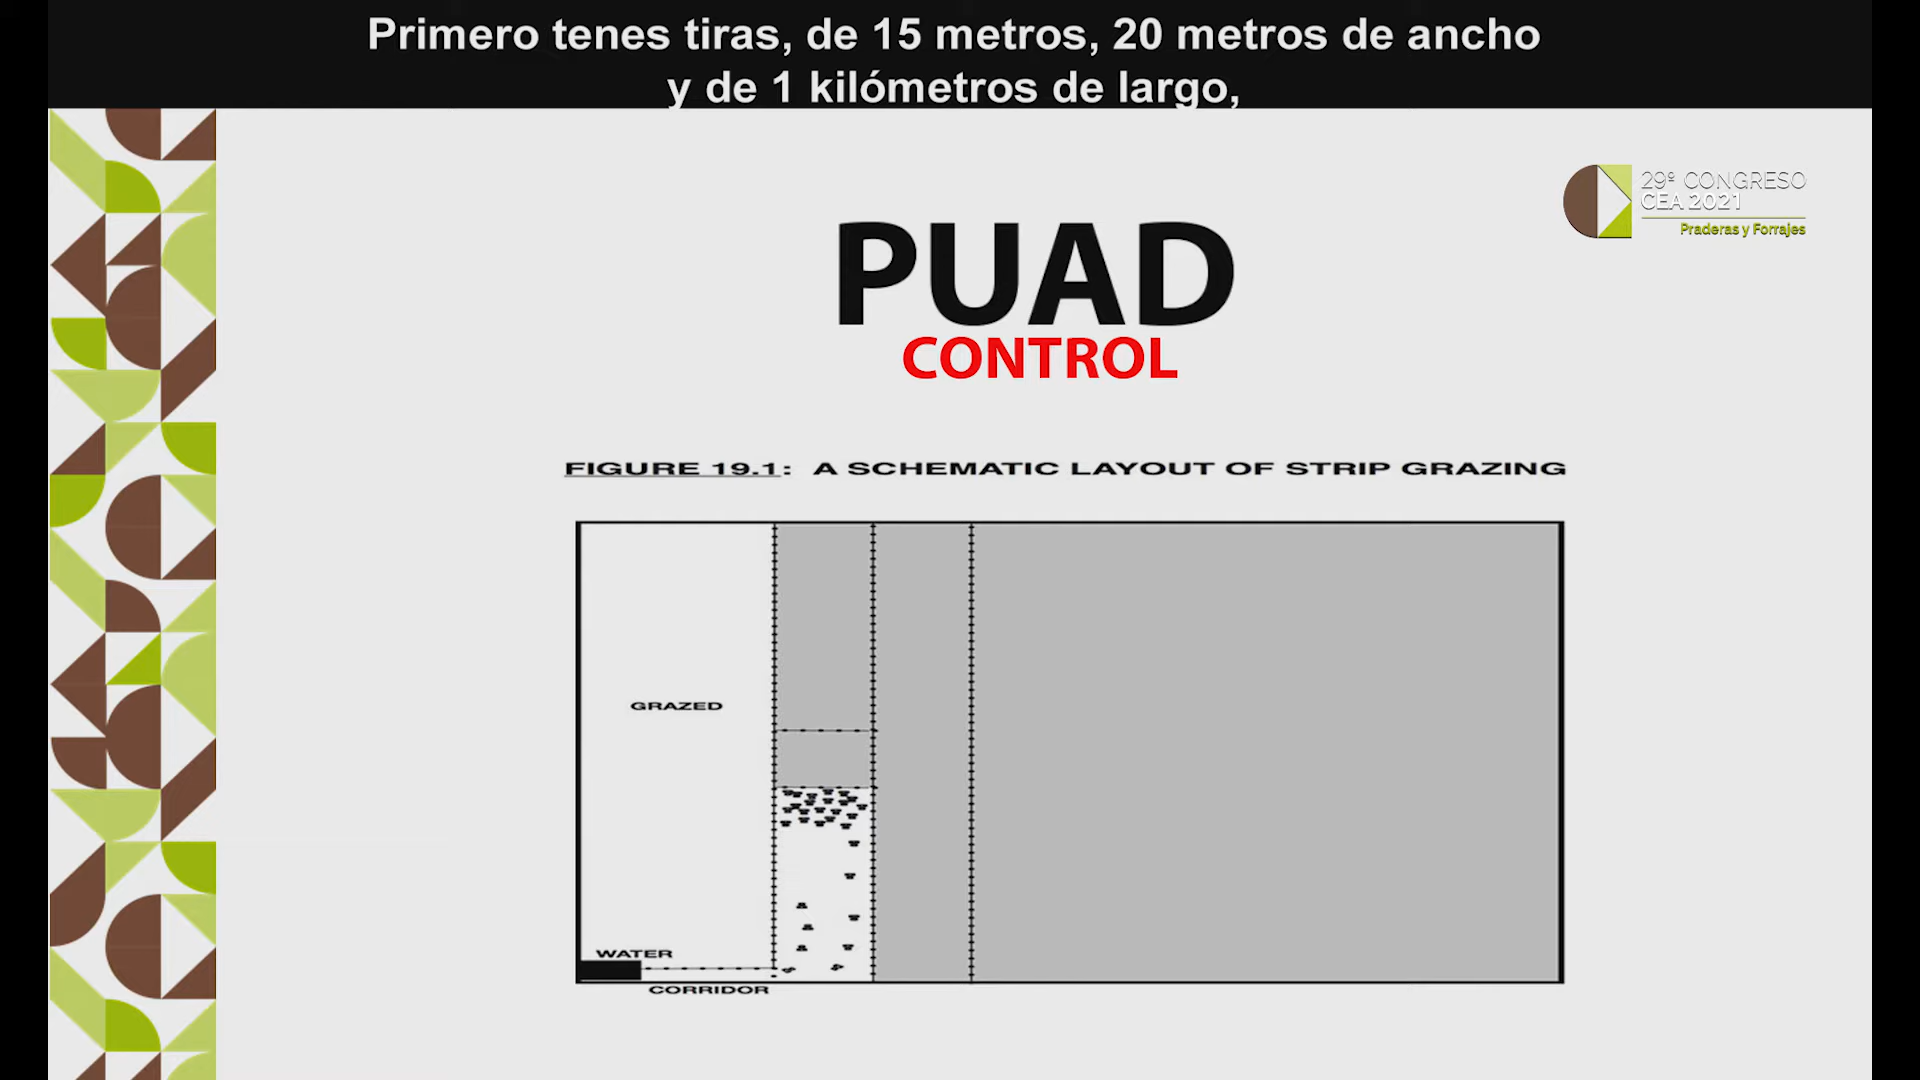 Primero tenes tiras, de 15 metros, 20 metros de ancho
y de 1 kilómetros de largo,
29º CONGRESO
CEA 2021
Praderas y Forrajes
PUAD
CONTROL
FIGURE 19.1: A SCHEMATIC LAYOUT OF STRIP GRAZING
GRAZED
WATER
CORRIDOR